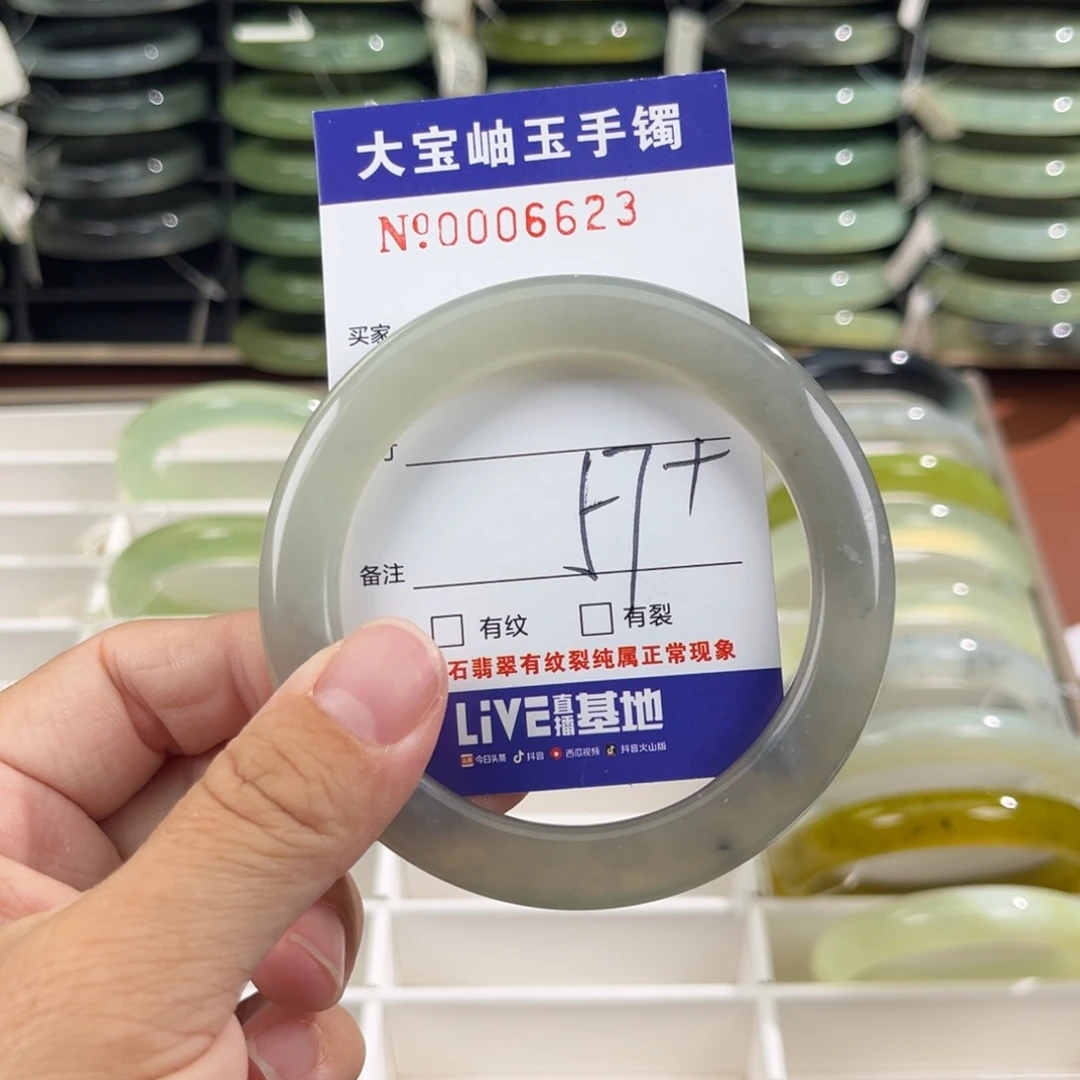 大宝岫玉手镯
Nº0006623
买家
57+
备注
有纹 有裂
石翡翠有纹裂纯属正常现象
LiVE直播基地
今日头条 抖音 西瓜视频 抖音火山版